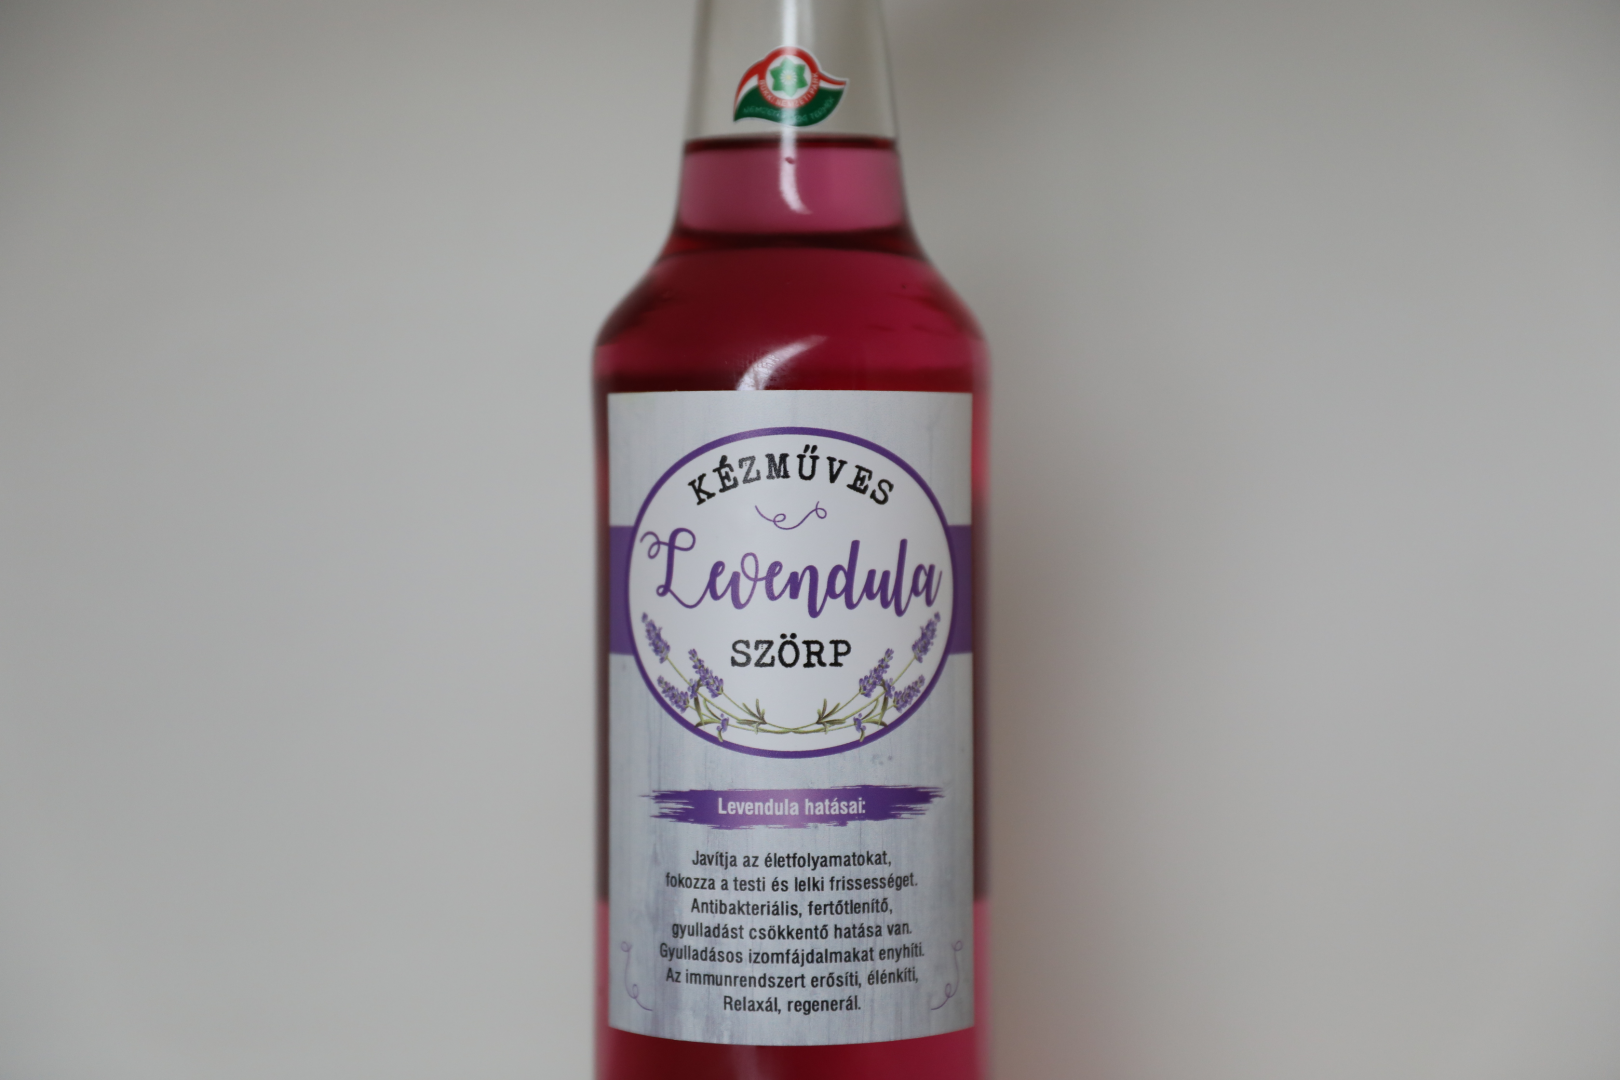 KÉZMŰVES
Levendula
SZÖRP
Levendula hatásai:
Javítja az életfolyamatokat,
fokozza a testi és lelki frissességet.
Antibakteriális, fertőtlenítő,
gyulladást csökkentő hatása van.
Gyulladásos izomfájdalmakat enyhíti.
Az immunrendszert erősíti, élénkíti,
Relaxál, regenerál.